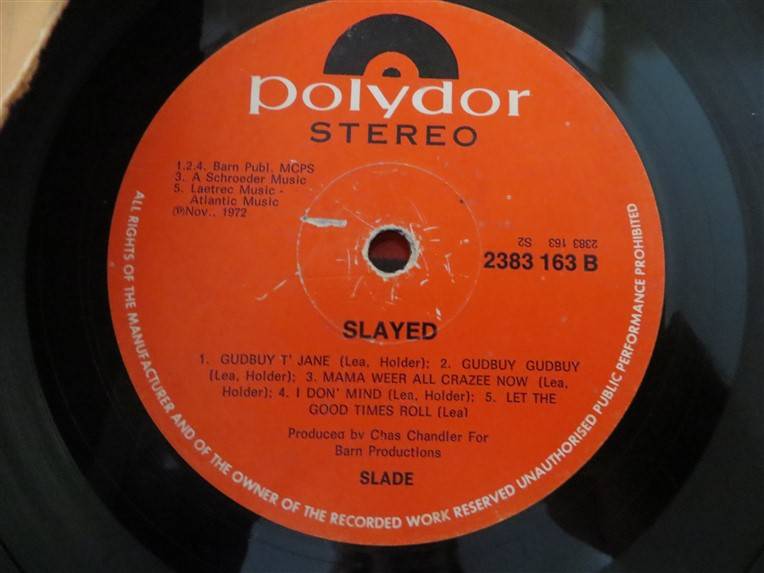 polydor
STEREO
1.2.4. Barn Publ. MCPS
3. A Schroeder Music
5. Laetrec Music -
Atlantic Music
℗Nov., 1972
2383 163 S2
2383 163 B
SLAYED
1. GUDBUY T' JANE (Lea, Holder); 2. GUDBUY GUDBUY
(Lea, Holder); 3. MAMA WEER ALL CRAZEE NOW (Lea,
Holder); 4. I DON' MIND (Lea, Holder); 5. LET THE
GOOD TIMES ROLL (Lea)
Produced by Chas Chandler For
Barn Productions
SLADE
ALL RIGHTS OF THE MANUFACTURER AND OF THE OWNER OF THE RECORDED WORK RESERVED UNAUTHORISED PUBLIC PERFORMANCE PROHIBITED